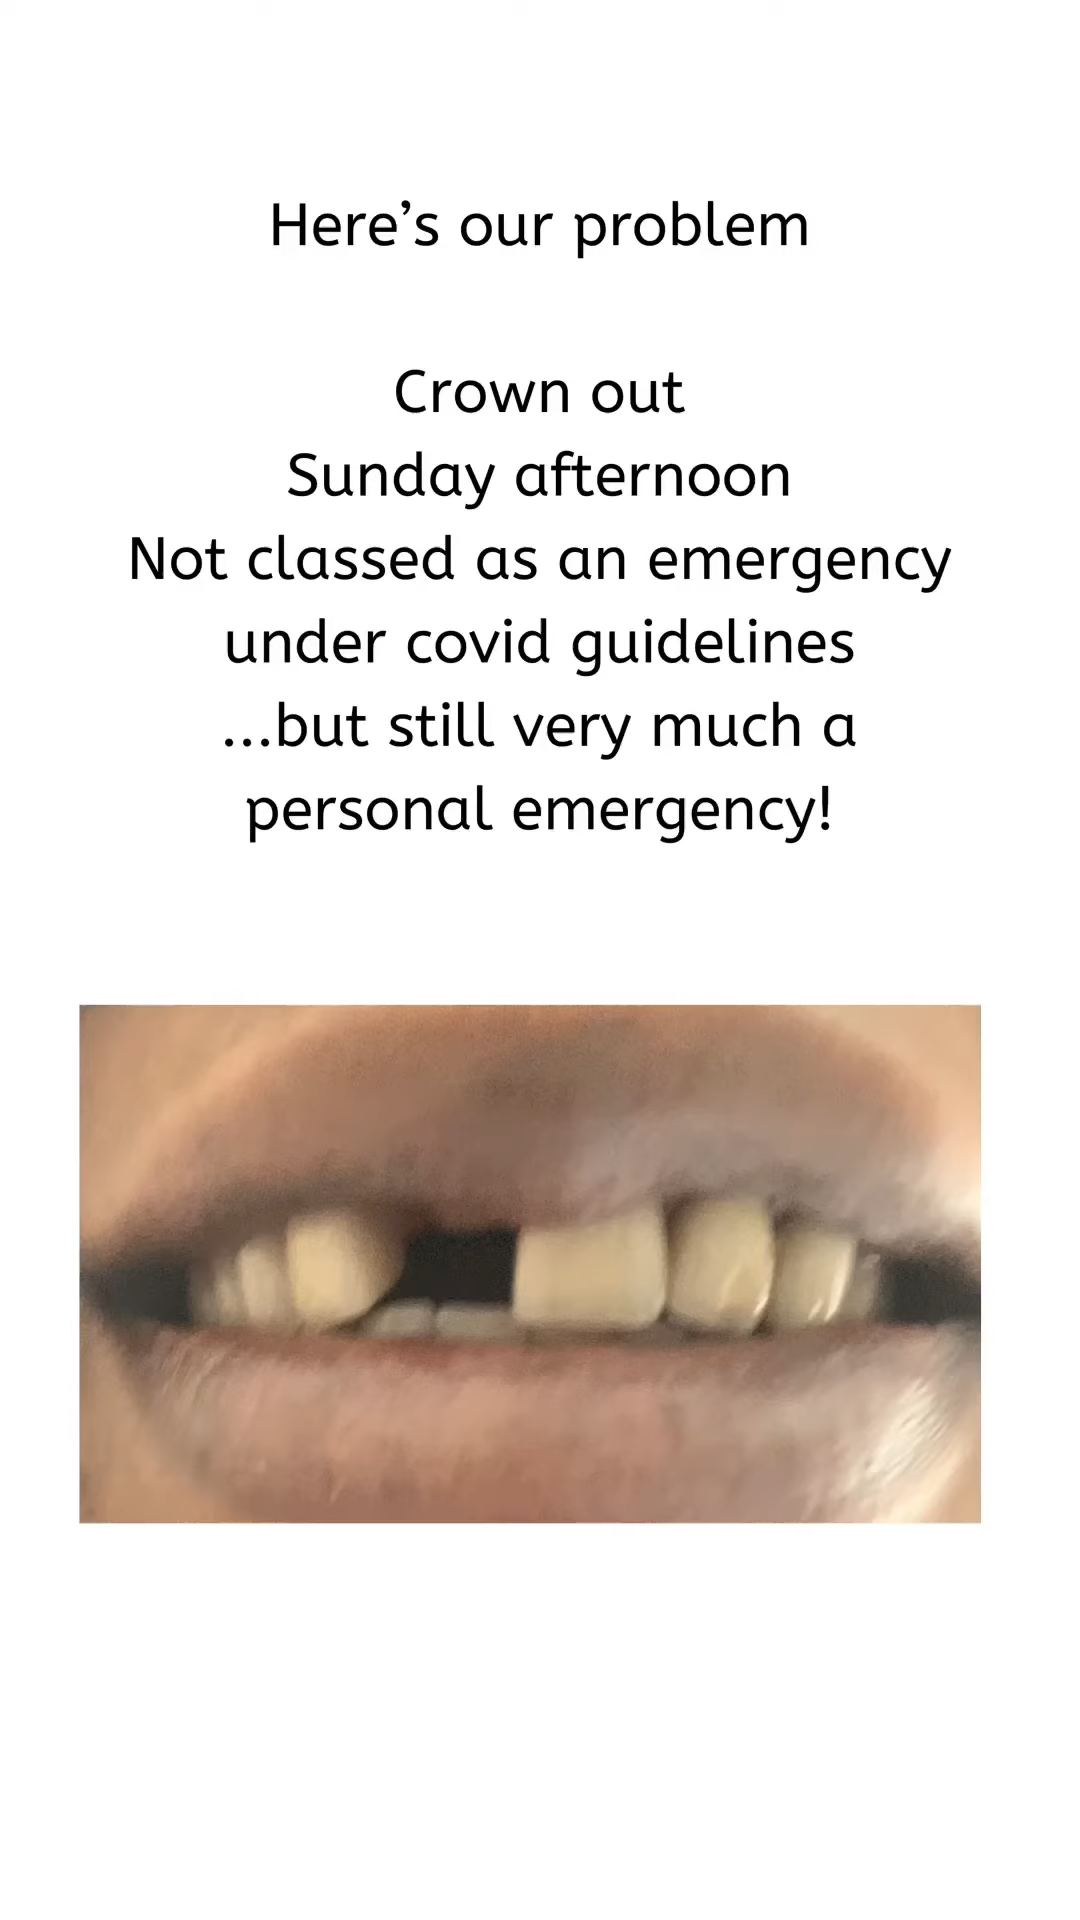 Here’s our problem
Crown out
Sunday afternoon
Not classed as an emergency
under covid guidelines
...but still very much a
personal emergency!